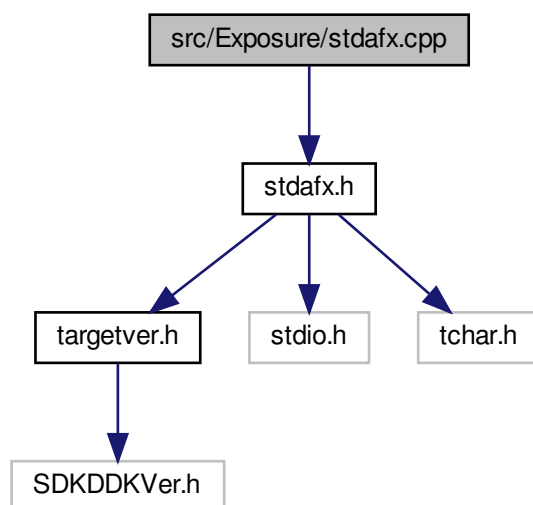 src/Exposure/stdafx.cpp
stdafx.h
targetver.h
stdio.h
tchar.h
SDKDDKVer.h